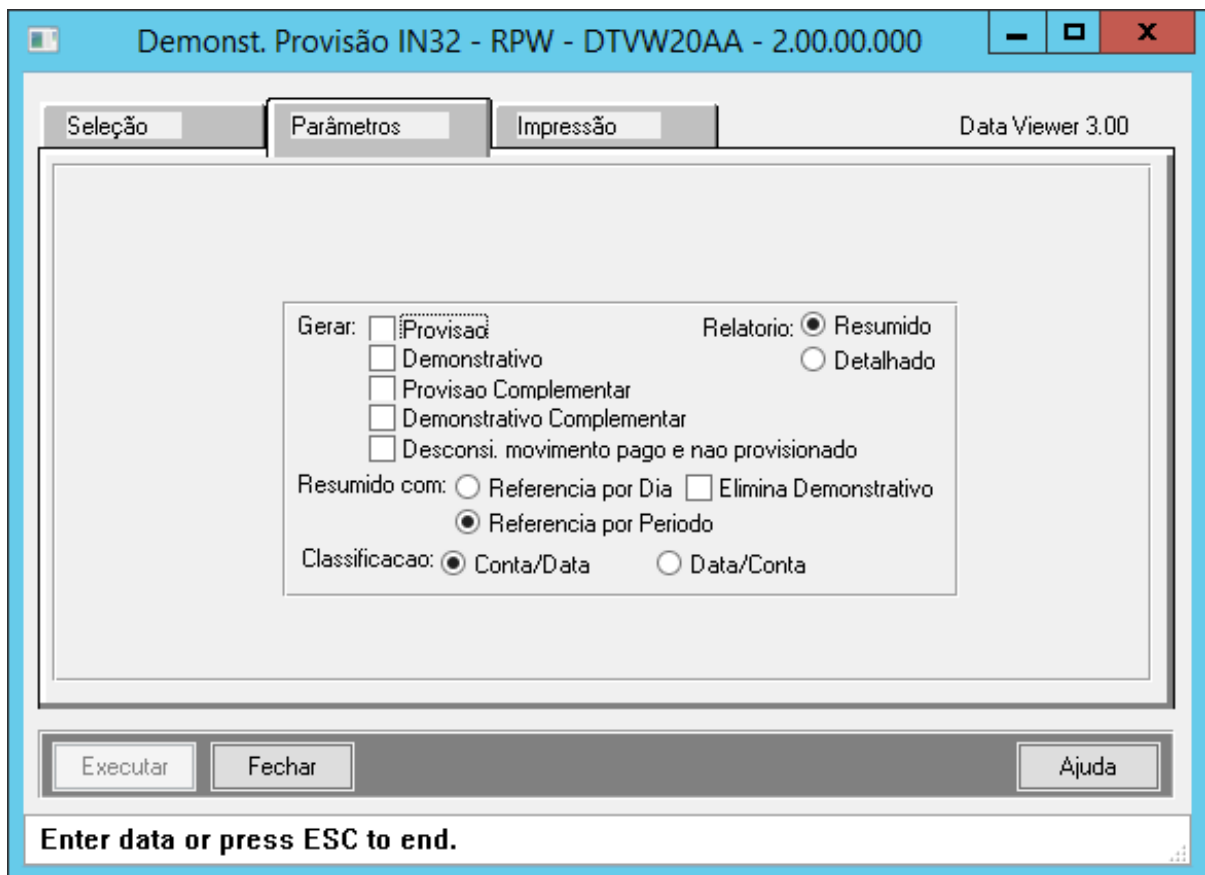 Demonst. Provisão IN32 - RPW - DTVW20AA - 2.00.00.000
Seleção Parâmetros Impressão Data Viewer 3.00
Gerar: Provisao Relatorio: Resumido
Demonstrativo Detalhado
Provisao Complementar
Demonstrativo Complementar
Desconsi. movimento pago e nao provisionado
Resumido com: Referencia por Dia Elimina Demonstrativo
Referencia por Periodo
Classificacao: Conta/Data Data/Conta
Executar Fechar Ajuda
Enter data or press ESC to end.